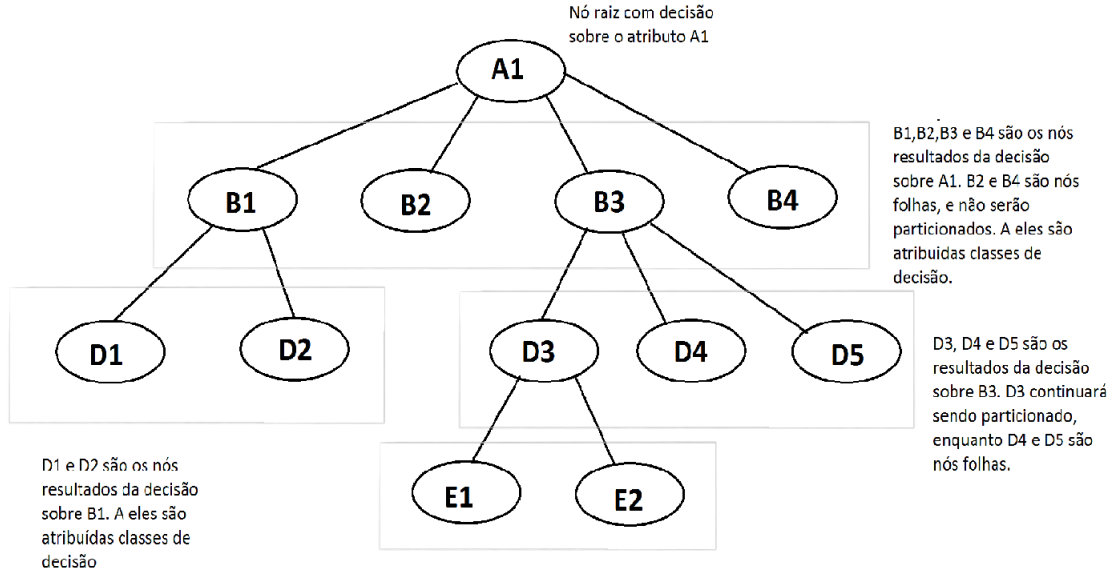 Nó raiz com decisão
sobre o atributo A1
A1
B1,B2,B3 e B4 são os nós
resultados da decisão
sobre A1. B2 e B4 são nós
folhas, e não serão
particionados. A eles são
atribuidas classes de
decisão.
B1
B2
B3
B4
D1
D2
D3
D4
D5
D3, D4 e D5 são os
resultados da decisão
sobre B3. D3 continuará
sendo particionado,
enquanto D4 e D5 são
nós folhas.
D1 e D2 são os nós
resultados da decisão
sobre B1. A eles são
atribuídas classes de
decisão
E1
E2